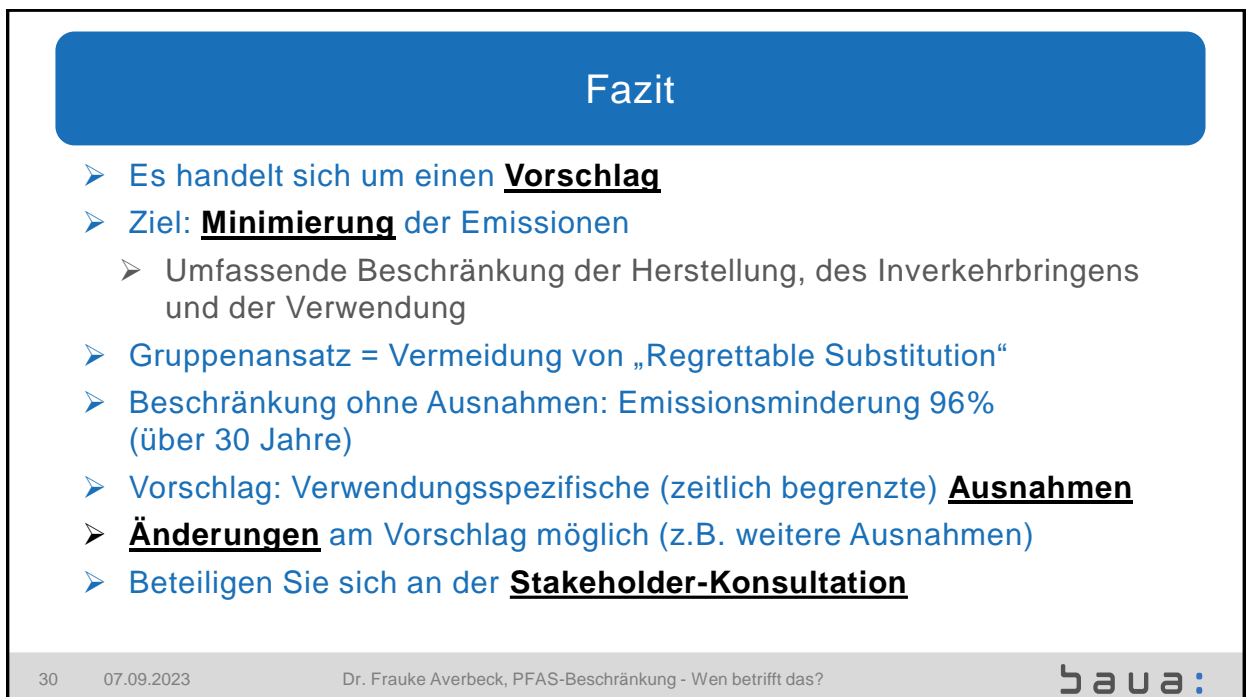 Fazit
➢ Es handelt sich um einen Vorschlag
➢ Ziel: Minimierung der Emissionen
➢ Umfassende Beschränkung der Herstellung, des Inverkehrbringens
und der Verwendung
➢ Gruppenansatz = Vermeidung von „Regrettable Substitution“
➢ Beschränkung ohne Ausnahmen: Emissionsminderung 96%
(über 30 Jahre)
➢ Vorschlag: Verwendungsspezifische (zeitlich begrenzte) Ausnahmen
➢ Änderungen am Vorschlag möglich (z.B. weitere Ausnahmen)
➢ Beteiligen Sie sich an der Stakeholder-Konsultation
30 07.09.2023 Dr. Frauke Averbeck, PFAS-Beschränkung - Wen betrifft das? baua: